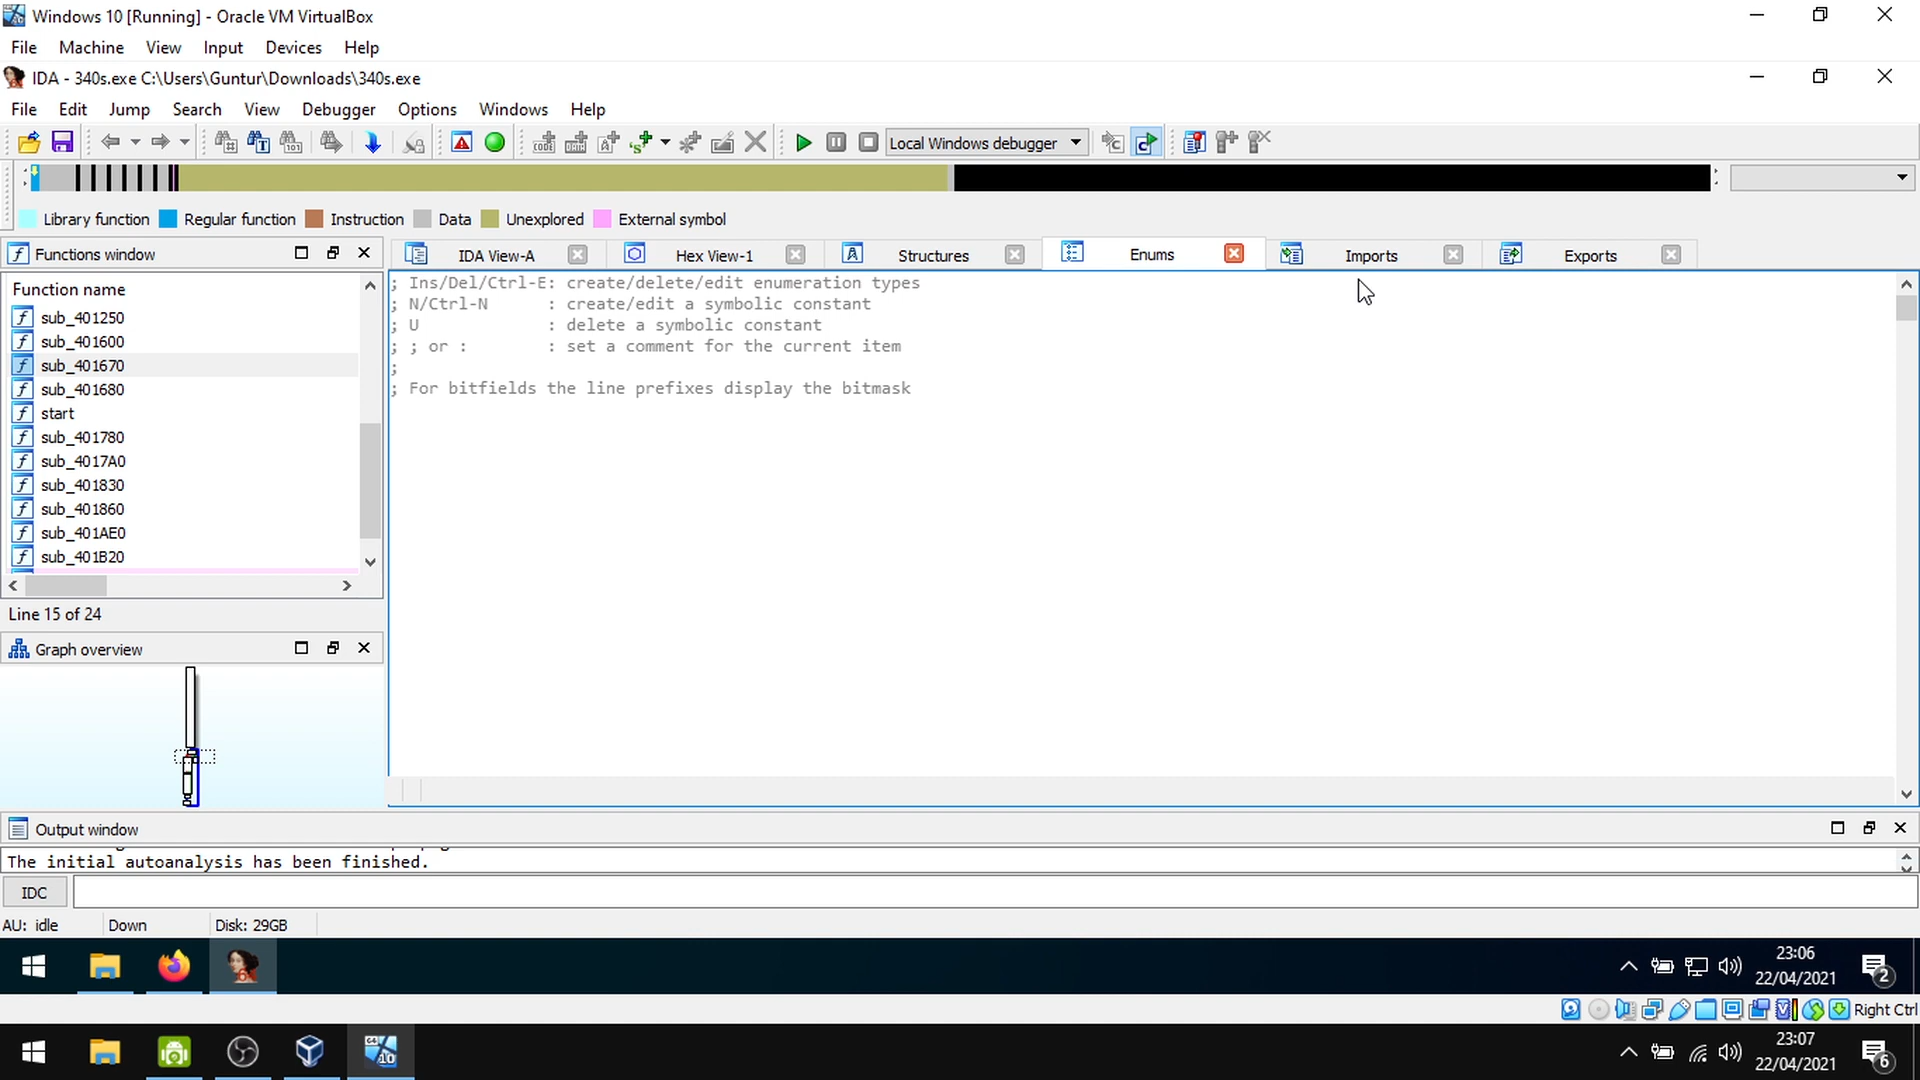 Windows 10 [Running] - Oracle VM VirtualBox
File Machine View Input Devices Help
IDA - 340s.exe C:\Users\Guntur\Downloads\340s.exe
File Edit Jump Search View Debugger Options Windows Help
Local Windows debugger
Library function Regular function Instruction Data Unexplored External symbol
Functions window
IDA View-A Hex View-1 Structures Enums Imports Exports
Function name
sub_401250
sub_401600
sub_401670
sub_401680
start
sub_401780
sub_4017A0
sub_401830
sub_401860
sub_401AE0
sub_401B20
Line 15 of 24
; Ins/Del/Ctrl-E: create/delete/edit enumeration types
; N/Ctrl-N : create/edit a symbolic constant
; U : delete a symbolic constant
; ; or : : set a comment for the current item
;
; For bitfields the line prefixes display the bitmask
Graph overview
Output window
The initial autoanalysis has been finished.
IDC
AU: idle Down Disk: 29GB
23:06
22/04/2021
2
Right Ctrl
23:07
22/04/2021
6